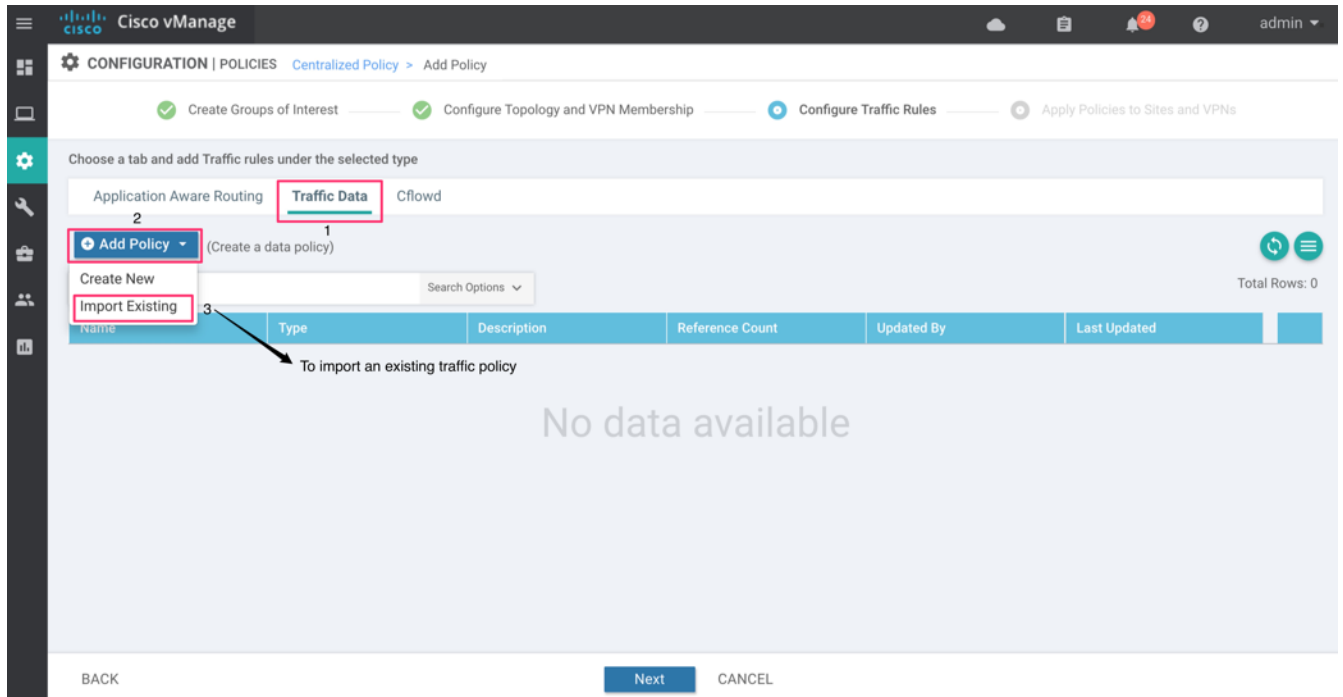 cisco Cisco vManage 24 admin
CONFIGURATION | POLICIES Centralized Policy > Add Policy
Create Groups of Interest Configure Topology and VPN Membership Configure Traffic Rules Apply Policies to Sites and VPNs
Choose a tab and add Traffic rules under the selected type
Application Aware Routing Traffic Data Cflowd
2 1
Add Policy (Create a data policy)
Create New Search Options Total Rows: 0
Import Existing 3
Name Type Description Reference Count Updated By Last Updated
To import an existing traffic policy
No data available
BACK Next CANCEL